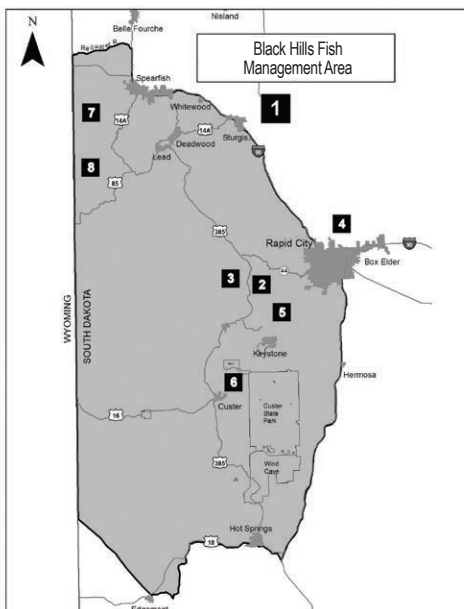 Nisland
N
Belle Fourche
Redwater R
Black Hills Fish
Management Area
Spearfish
7
Whitewood
1
14A
14A
Deadwood
Sturgis
Lead
8
85
385
4
Rapid City
Box Elder
44
3
2
5
WYOMING
SOUTH DAKOTA
Keystone
Hermosa
6
Custer
Custer
State
Park
16
385
Wind
Cave
Hot Springs
18
Edgemont